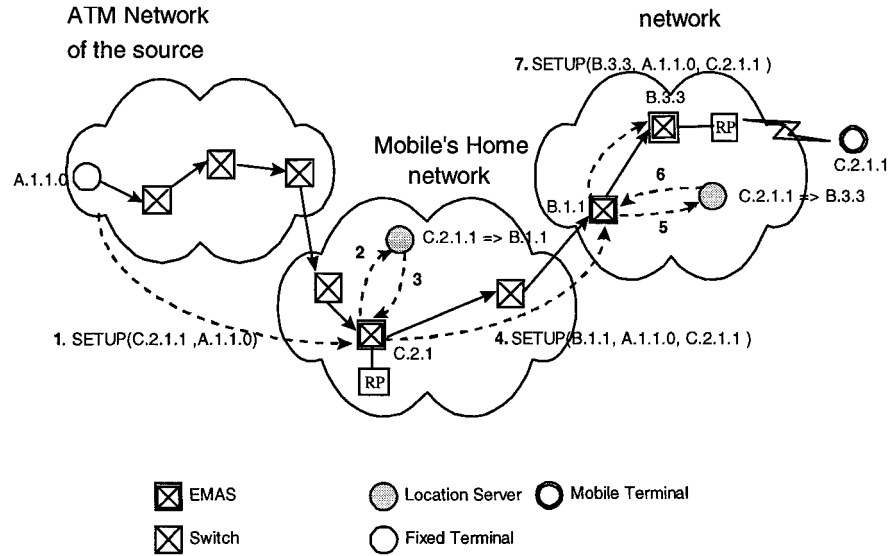 ATM Network
of the source
network
7. SETUP(B.3.3, A.1.1.0, C.2.1.1 )
B.3.3
RP
C.2.1.1
Mobile's Home
network
A.1.1.0
B.1.1
6
C.2.1.1 => B.3.3
5
2
C.2.1.1 => B.1.1
3
1. SETUP(C.2.1.1 ,A.1.1.0)
C.2.1
4. SETUP(B.1.1, A.1.1.0, C.2.1.1 )
RP
EMAS
Location Server
Mobile Terminal
Switch
Fixed Terminal